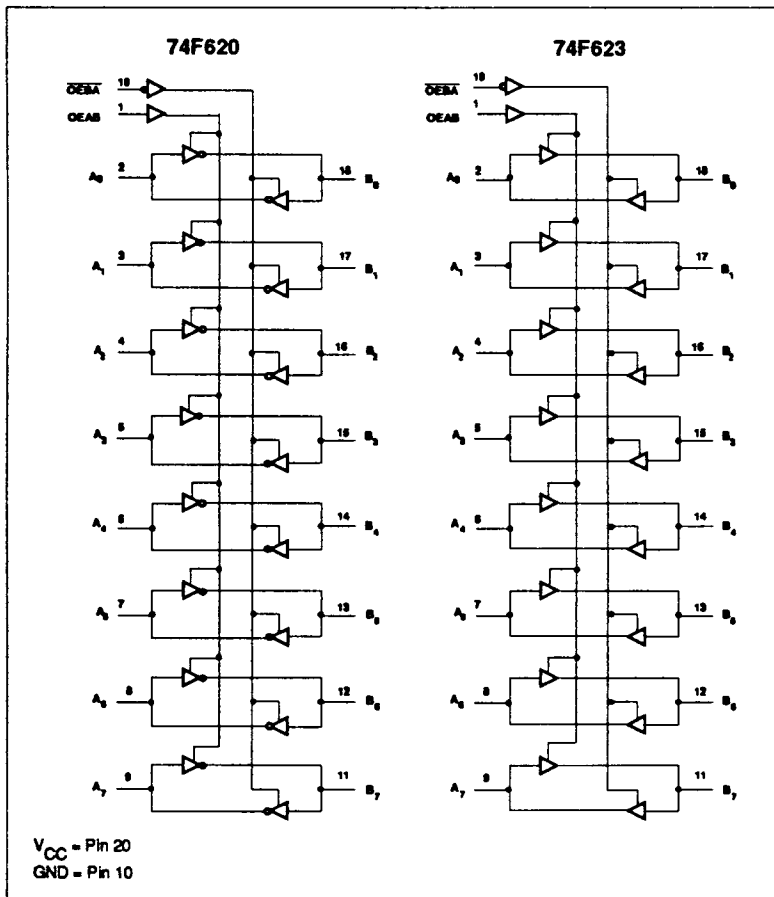 74F620
OEBA 19
OEAB 1
A0 2 18 B0
A1 3 17 B1
A2 4 16 B2
A3 5 15 B3
A4 6 14 B4
A5 7 13 B5
A6 8 12 B6
A7 9 11 B7
VCC = Pin 20
GND = Pin 10
74F623
OEBA 19
OEAB 1
A0 2 18 B0
A1 3 17 B1
A2 4 16 B2
A3 5 15 B3
A4 6 14 B4
A5 7 13 B5
A6 8 12 B6
A7 9 11 B7